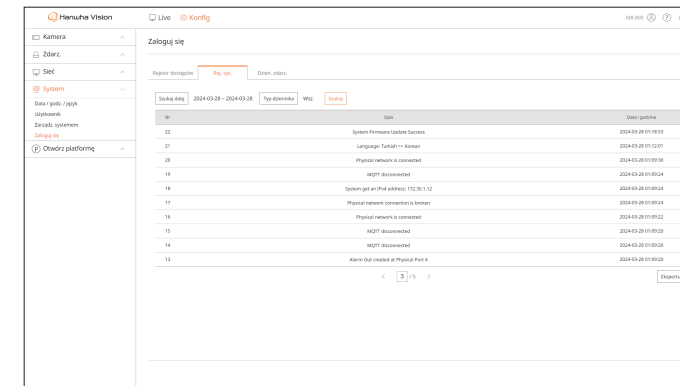 Hanwha Vision
Live Konfig
AIB-800
Kamera
Zdarz.
Sieć
System
Data / godz. / język
Użytkownik
Zarządz. systemem
Zaloguj się
Otwórz platformę
Zaloguj się
Rejestr dostępów Rej. sys. Dzien. zdarz.
Szukaj datę 2024-03-28 ~ 2024-03-28 Typ dziennika Wsz. Szukaj
Nr Opis Data i godzina
22 System Firmware Update Success 2024-03-28 01:18:53
21 Language: Turkish >> Korean 2024-03-28 01:12:01
20 Physical network is connected 2024-03-28 01:09:30
19 MQTT disconnected 2024-03-28 01:09:24
18 System get an IPv4 address: 172.30.1.12 2024-03-28 01:09:24
17 Physical network connection is broken 2024-03-28 01:09:24
16 Physical network is connected 2024-03-28 01:09:22
15 MQTT disconnected 2024-03-28 01:09:20
14 MQTT disconnected 2024-03-28 01:09:20
13 Alarm Out created at Physical Port 4 2024-03-28 01:09:20
< 3 / 5 >
Eksportu